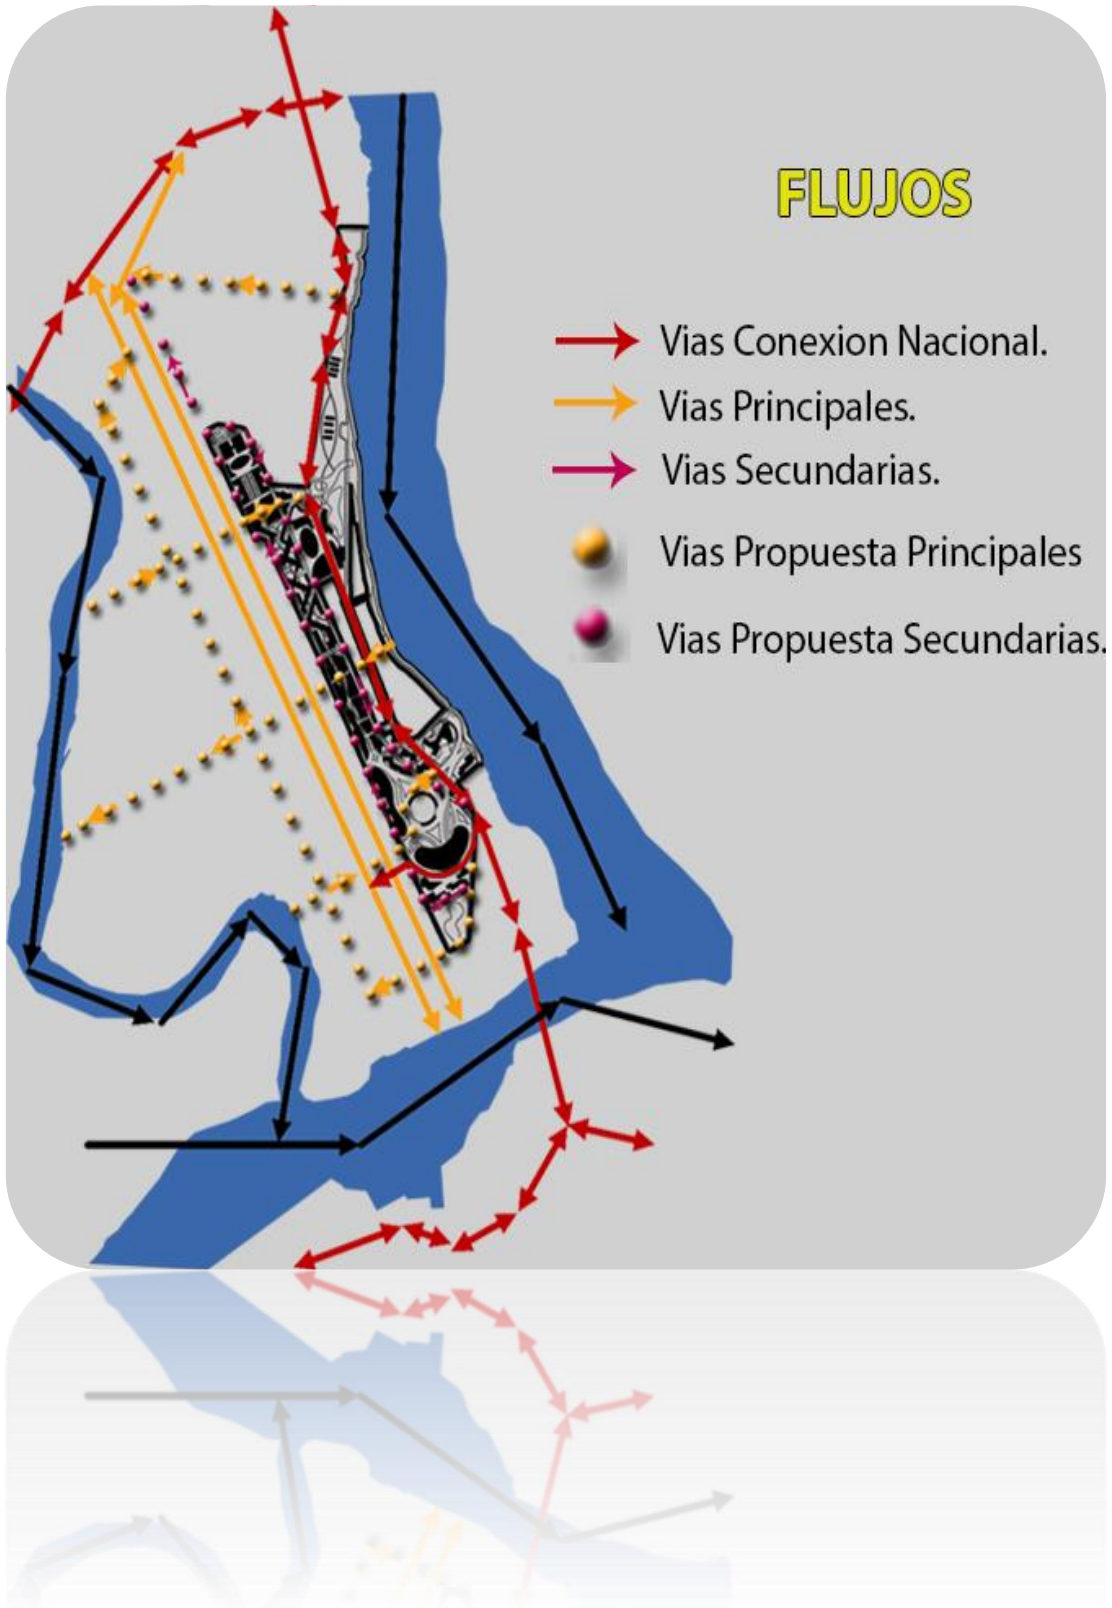 FLUJOS
Vias Conexion Nacional.
Vias Principales.
Vias Secundarias.
Vias Propuesta Principales
Vias Propuesta Secundarias.